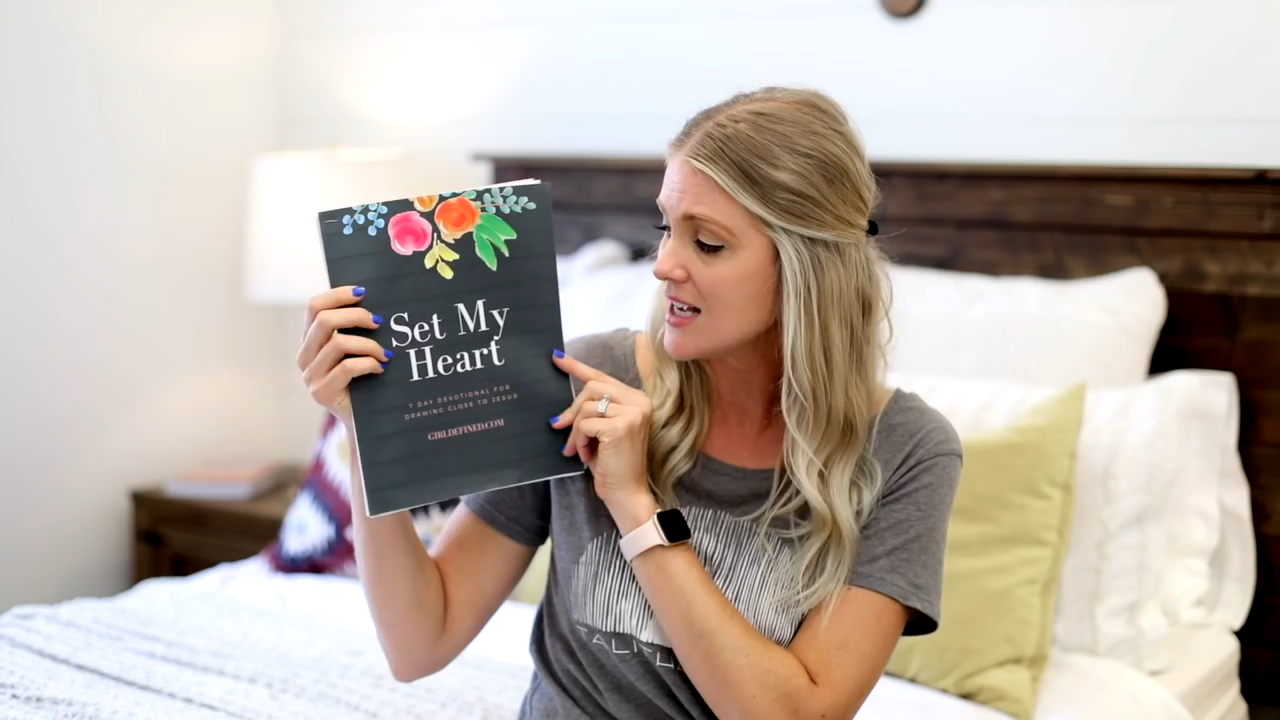 Set My
Heart
7 DAY DEVOTIONAL FOR
DRAWING CLOSE TO JESUS
GIRLDEFINED.COM